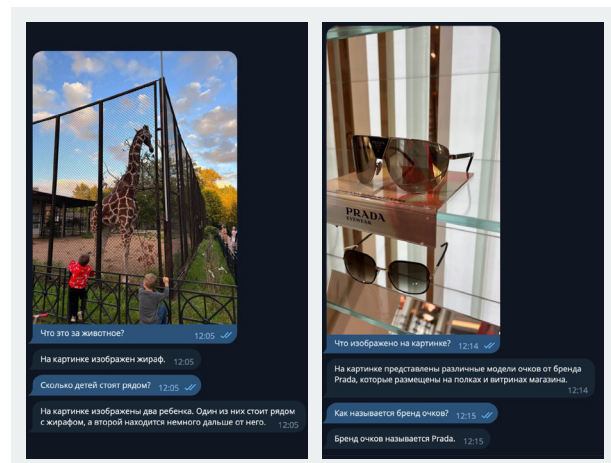 Что это за животное?
12:05
На картинке изображен жираф.
12:05
Сколько детей стоят рядом?
12:05
На картинке изображены два ребенка. Один из них стоит рядом
с жирафом, а второй находится немного дальше от него.
12:05
PRADA
EYEWEAR
Что изображено на картинке?
12:14
На картинке представлены различные модели очков от бренда
Prada, которые размещены на полках и витринах магазина.
12:14
Как называется бренд очков?
12:15
Бренд очков называется Prada.
12:15